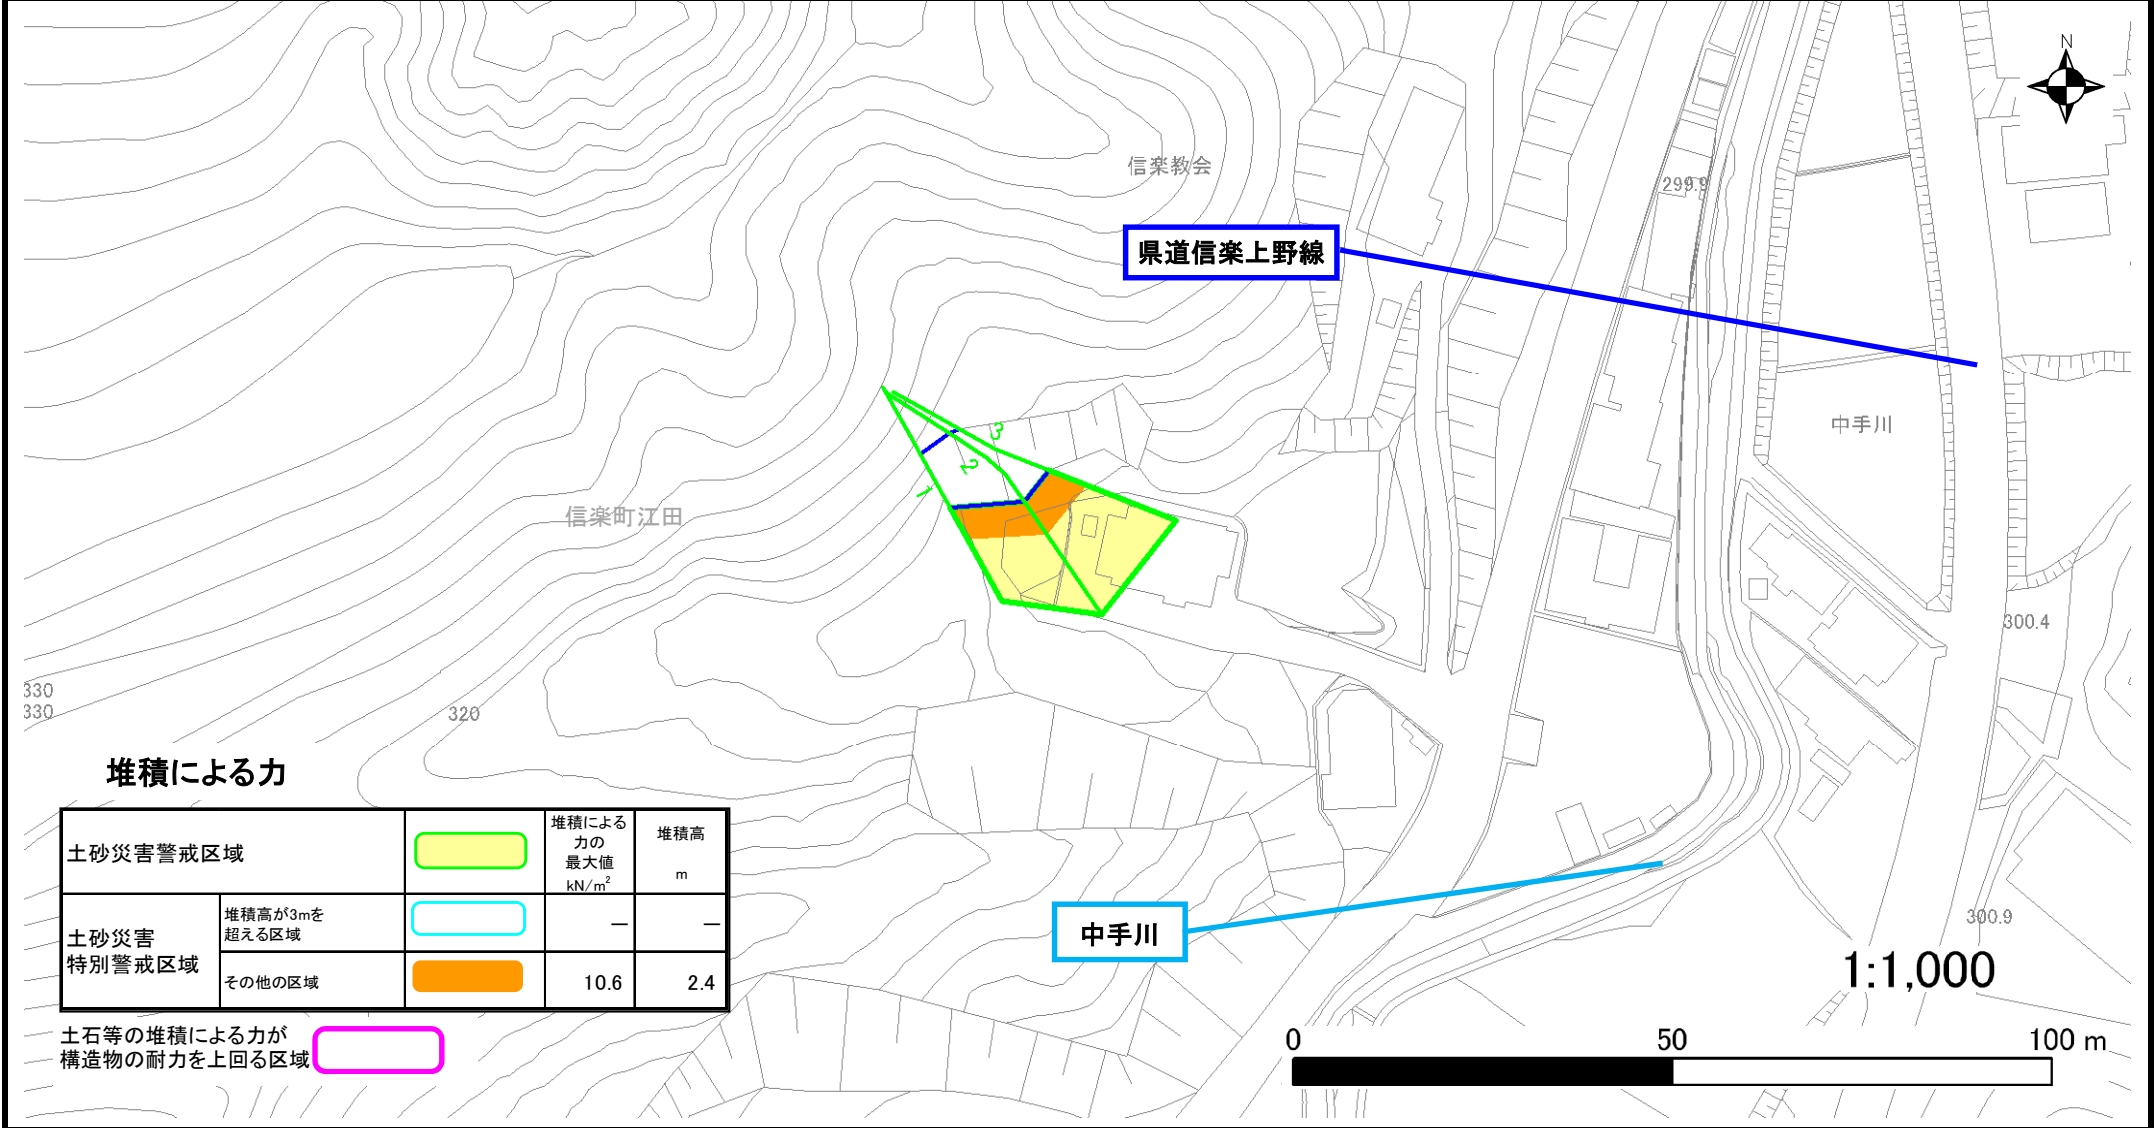 N
信楽教会
299.9
県道信楽上野線
中手川
3
2
1
信楽町江田
300.4
330
330
320
堆積による力
土砂災害警戒区域
堆積による
力の
最大値
kN/m²
堆積高
m
土砂災害
特別警戒区域
堆積高が3mを
超える区域
―
―
その他の区域
10.6
2.4
土石等の堆積による力が
構造物の耐力を上回る区域
中手川
300.9
1:1,000
0
50
100 m